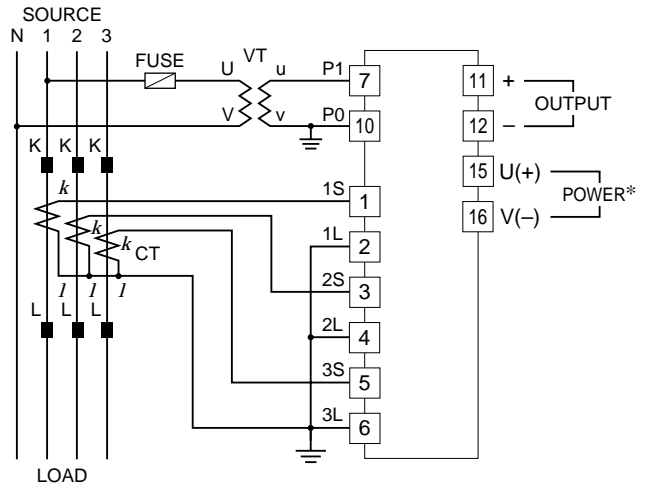 SOURCE
N 1 2 3
FUSE
VT
U u P1 7
V v P0 10
11 +
OUTPUT
12 –
15 U(+)
POWER*
16 V(–)
K K K
k k k
CT
l l l
L L L
1S 1
1L 2
2S 3
2L 4
3S 5
3L 6
LOAD